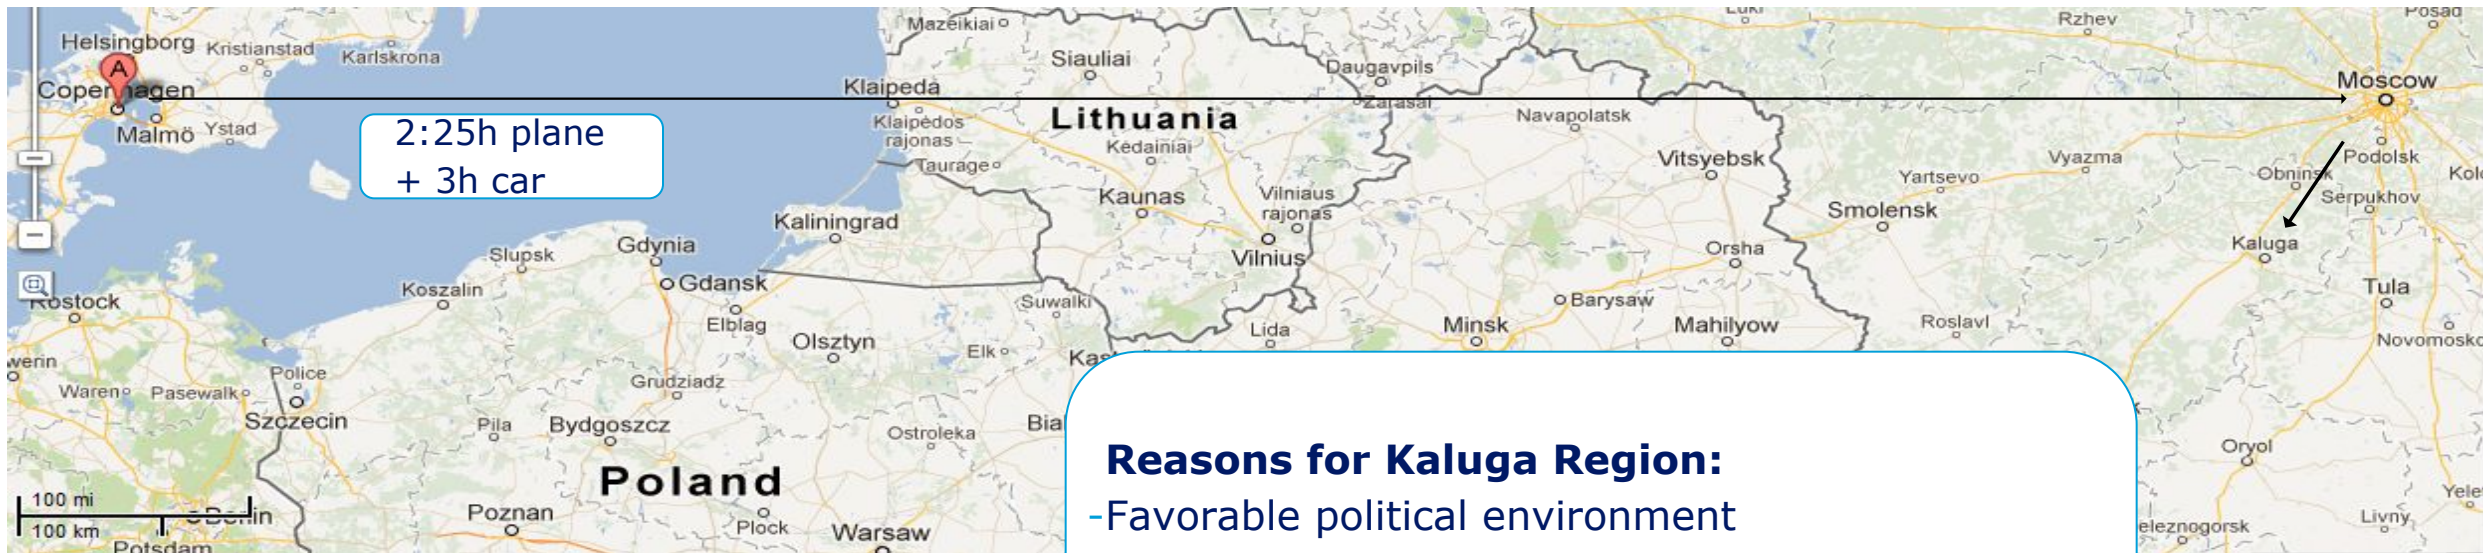 Mazeikiai
Rzhev
Helsingborg
Kristianstad
Karlskrona
Siauliai
Daugavpils
Moscow
A
Copenhagen
Klaipeda
Zarasai
Malmö
Ystad
2:25h plane
+ 3h car
Klaipėdos
rajonas
Lithuania
Navapolatsk
Kėdainiai
Taurage
Vitsyebsk
Vyazma
Podolsk
Obninsk
Yartsevo
Kaunas
Vilniaus
rajonas
Serpukhov
Kaliningrad
Smolensk
Gdynia
Slupsk
Vilnius
Orsha
Kaluga
Gdansk
Koszalin
Suwalki
Barysaw
Tula
Rostock
Elblag
Olsztyn
Elk
Lida
Minsk
Mahilyow
Roslavl
Police
Waren
Pasewalk
Grudziadz
Szczecin
Pila
Bydgoszcz
Ostroleka
Poland
Reasons for Kaluga Region:
-Favorable political environment
Oryol
100 mi
100 km
Berlin
Potsdam
Poznan
Plock
Warsaw
Livny